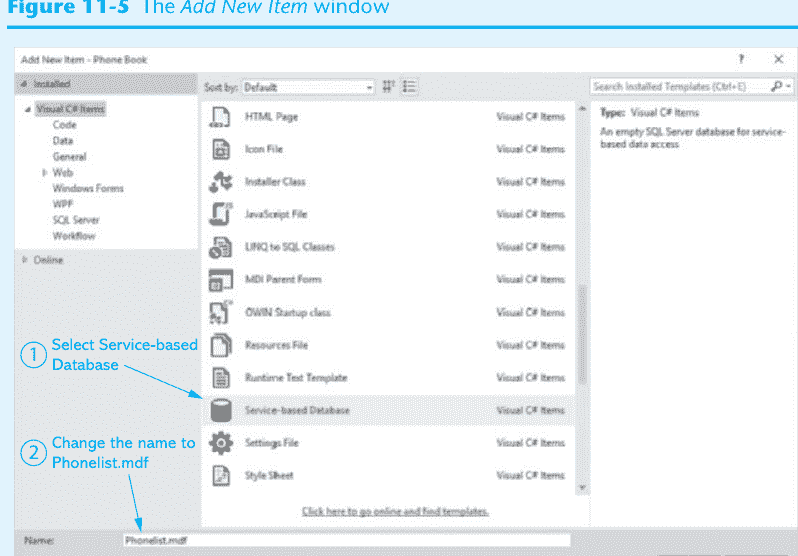 Figure 11-5 The Add New Item window
Add New Item - Phone Book
? ×
Installed
Sort by: Default
Search Installed Templates (Ctrl+E)
Visual C# Items
Code
Data
General
Web
Windows Forms
WPF
SQL Server
Workflow
Online
HTML Page Visual C# Items
Icon File Visual C# Items
Installer Class Visual C# Items
JavaScript File Visual C# Items
LINQ to SQL Classes Visual C# Items
MDI Parent Form Visual C# Items
OWIN Startup class Visual C# Items
Resources File Visual C# Items
Runtime Text Template Visual C# Items
Service-based Database Visual C# Items
Settings File Visual C# Items
Style Sheet Visual C# Items
Click here to go online and find templates.
Type: Visual C# Items
An empty SQL Server database for service-
based data access
1 Select Service-based
Database
2 Change the name to
Phonelist.mdf
Name: Phonelist.mdf